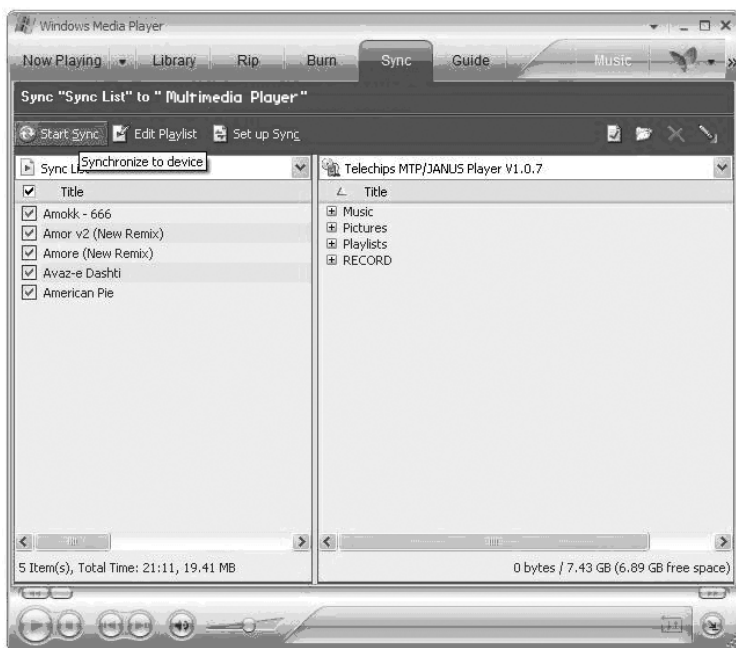 Windows Media Player
Now Playing Library Rip Burn Sync Guide Music
Sync "Sync List" to " Multimedia Player"
Start Sync Edit Playlist Set up Sync
Synchronize to device
Sync List Telechips MTP/JANUS Player V1.0.7
Title Title
Amokk - 666 Music
Amor v2 (New Remix) Pictures
Amore (New Remix) Playlists
Avaz-e Dashti RECORD
American Pie
5 Item(s), Total Time: 21:11, 19.41 MB 0 bytes / 7.43 GB (6.89 GB free space)